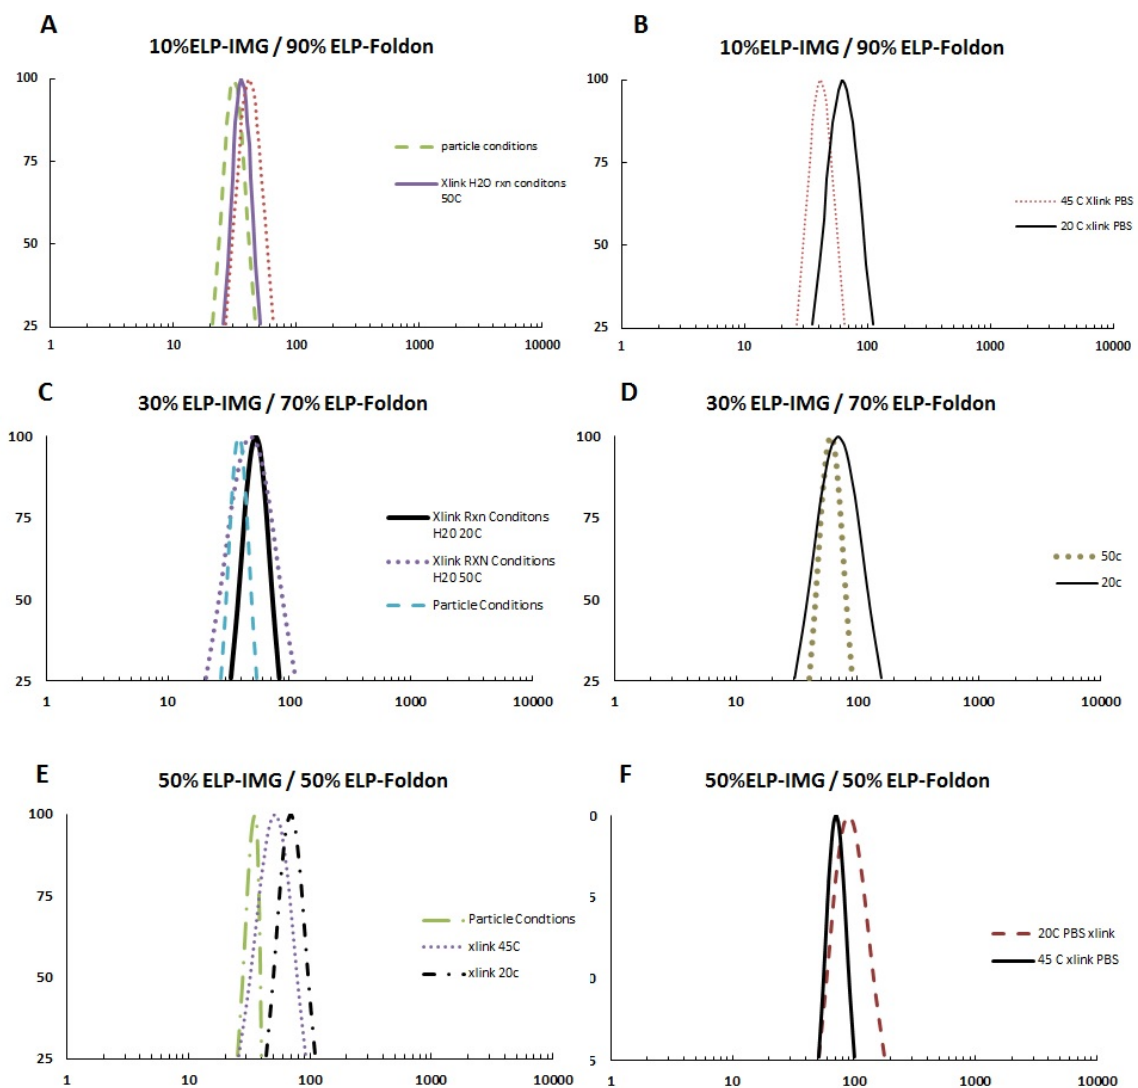 A
10%ELP-IMG / 90% ELP-Foldon
100
75
50
25
1 10 100 1000 10000
particle conditions
Xlink H2O rxn conditons
50C
B
10%ELP-IMG / 90% ELP-Foldon
100
75
50
25
1 10 100 1000 10000
45 C Xlink PBS
20 C xlink PBS
C
30% ELP-IMG / 70% ELP-Foldon
100
75
50
25
1 10 100 1000 10000
Xlink Rxn Conditons
H20 20C
Xlink RXN Conditions
H20 50C
Particle Conditions
D
30% ELP-IMG / 70% ELP-Foldon
100
75
50
25
1 10 100 1000 10000
50c
20c
E
50% ELP-IMG / 50% ELP-Foldon
100
75
50
25
1 10 100 1000 10000
Particle Condtions
xlink 45C
xlink 20c
F
50%ELP-IMG / 50% ELP-Foldon
0
5
0
5
1 10 100 1000 10000
20C PBS xlink
45 C xlink PBS